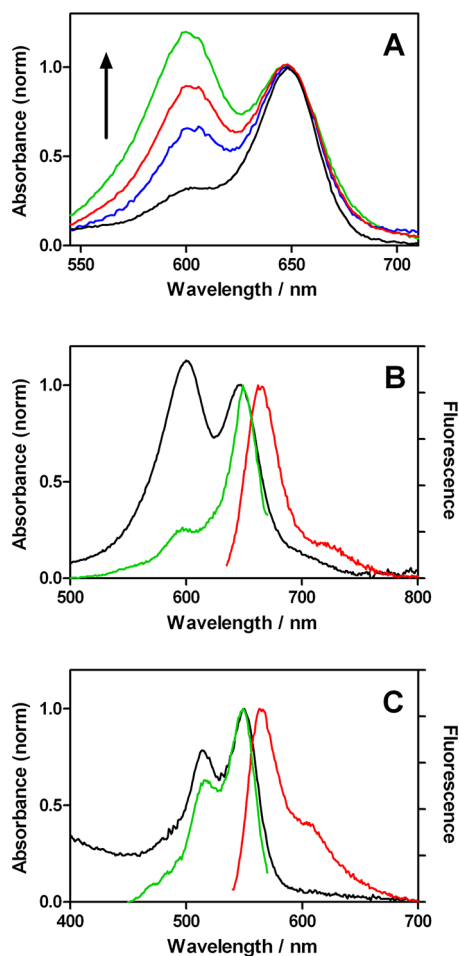 A
Absorbance (norm)
1.0
0.5
0.0
550 600 650 700
Wavelength / nm
B
Absorbance (norm)
Fluorescence
1.0
0.5
0.0
500 600 700 800
Wavelength / nm
C
Absorbance (norm)
Fluorescence
1.0
0.5
0.0
400 500 600 700
Wavelength / nm